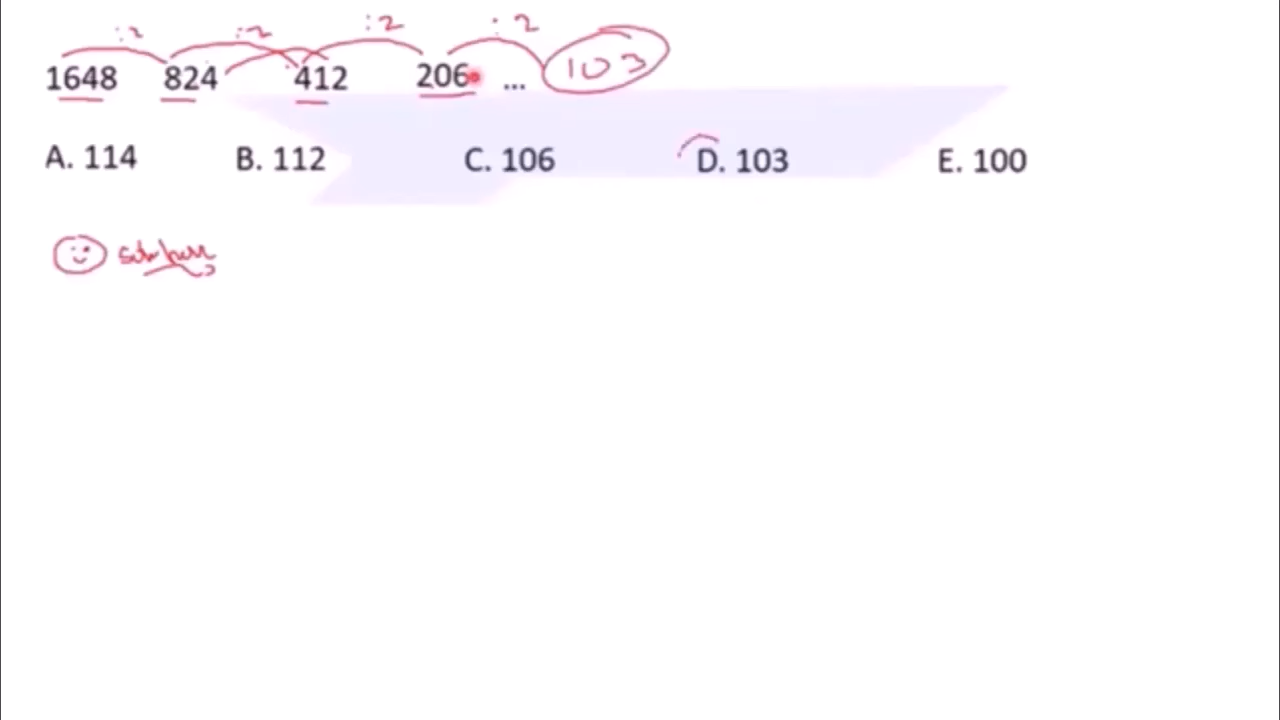 :2 :2 :2 :2
1648 824 412 206 ... 103
A. 114 B. 112 C. 106 D. 103 E. 100